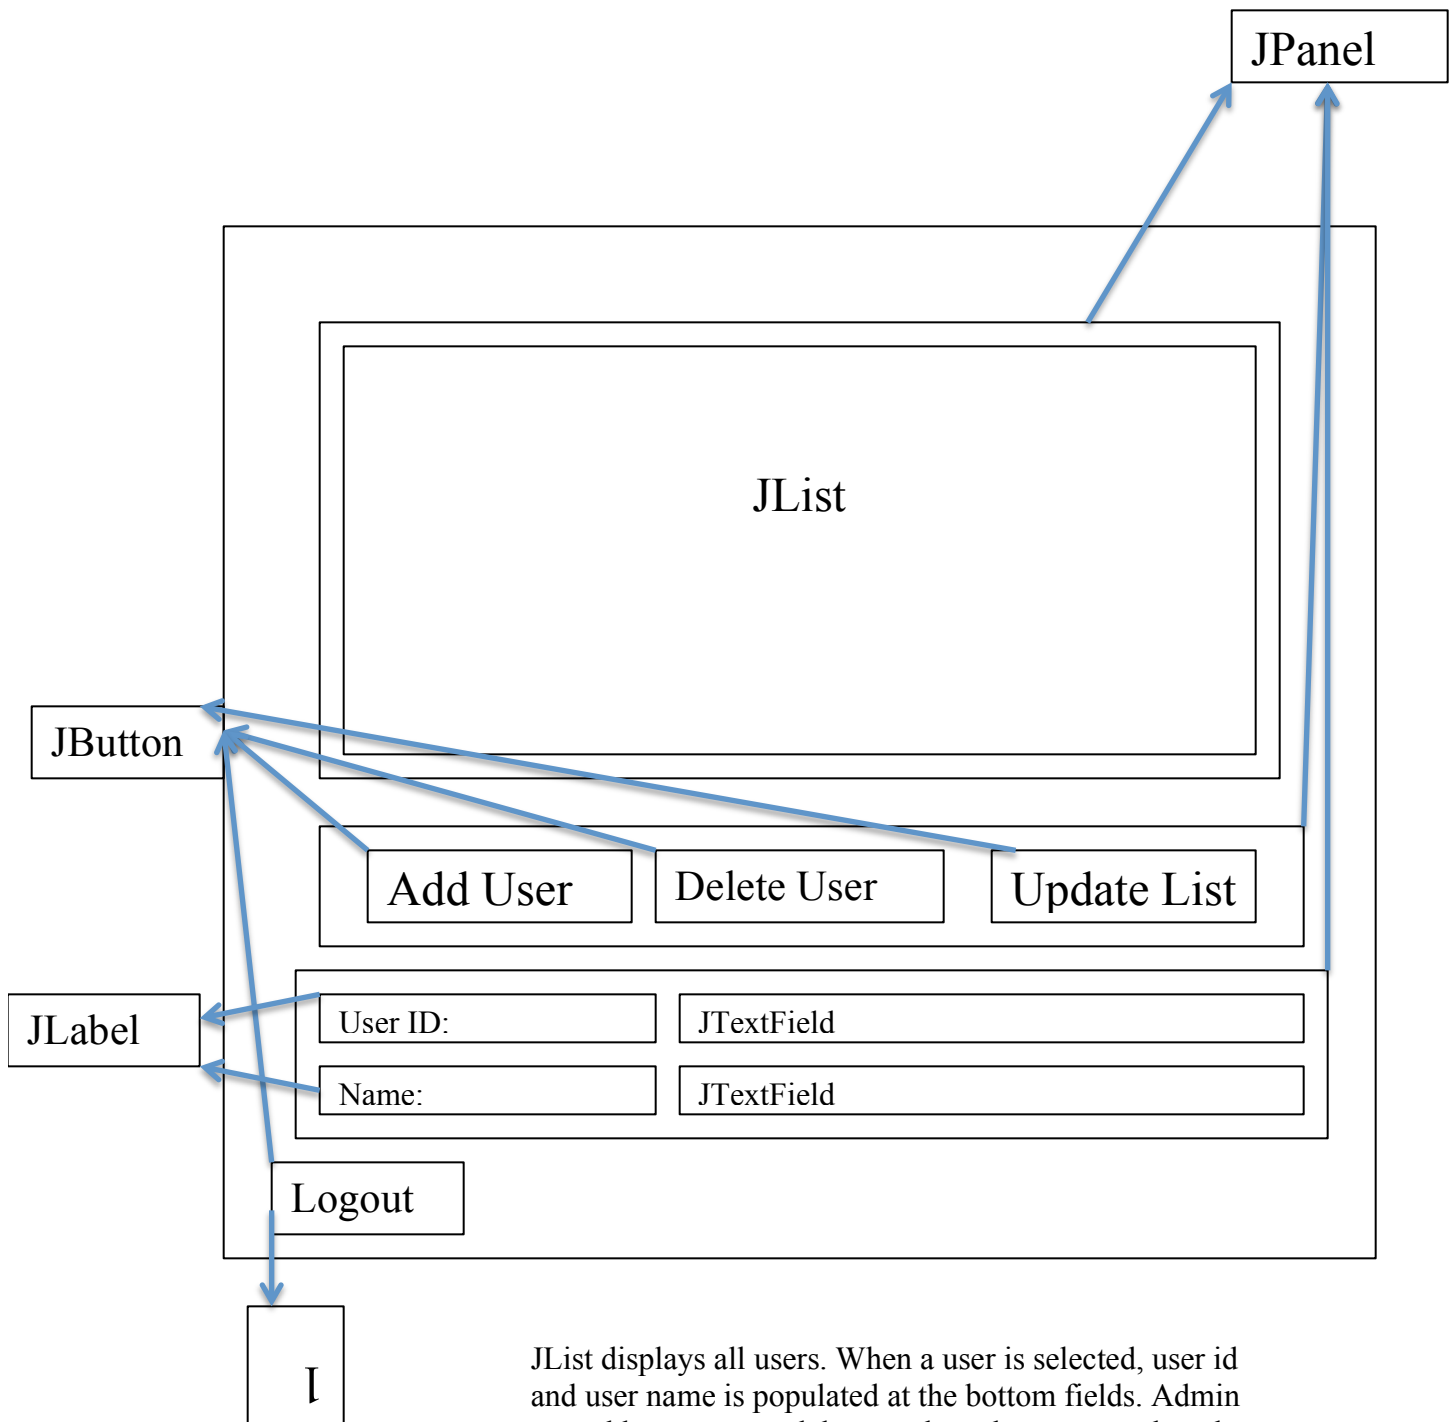 JPanel
JList
JButton
Add User
Delete User
Update List
JLabel
User ID:
JTextField
Name:
JTextField
Logout
1
JList displays all users. When a user is selected, user id
and user name is populated at the bottom fields. Admin